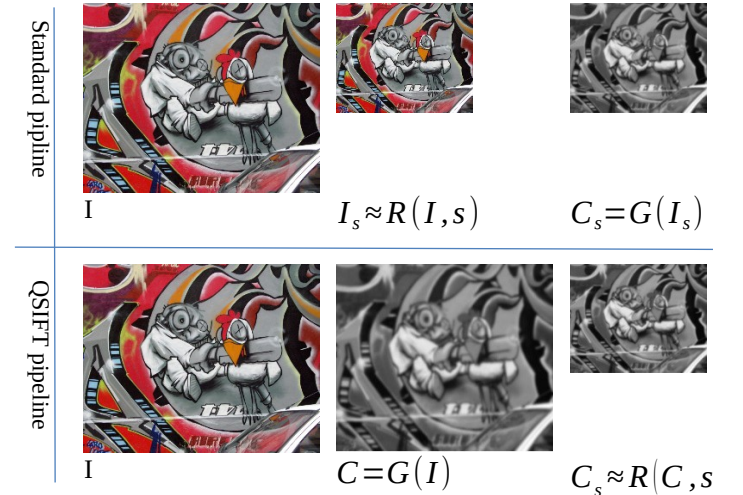 Standard pipline
I
I_s≈R(I,s)
C_s=G(I_s)
QSIFT pipeline
I
C=G(I)
C_s≈R(C,s